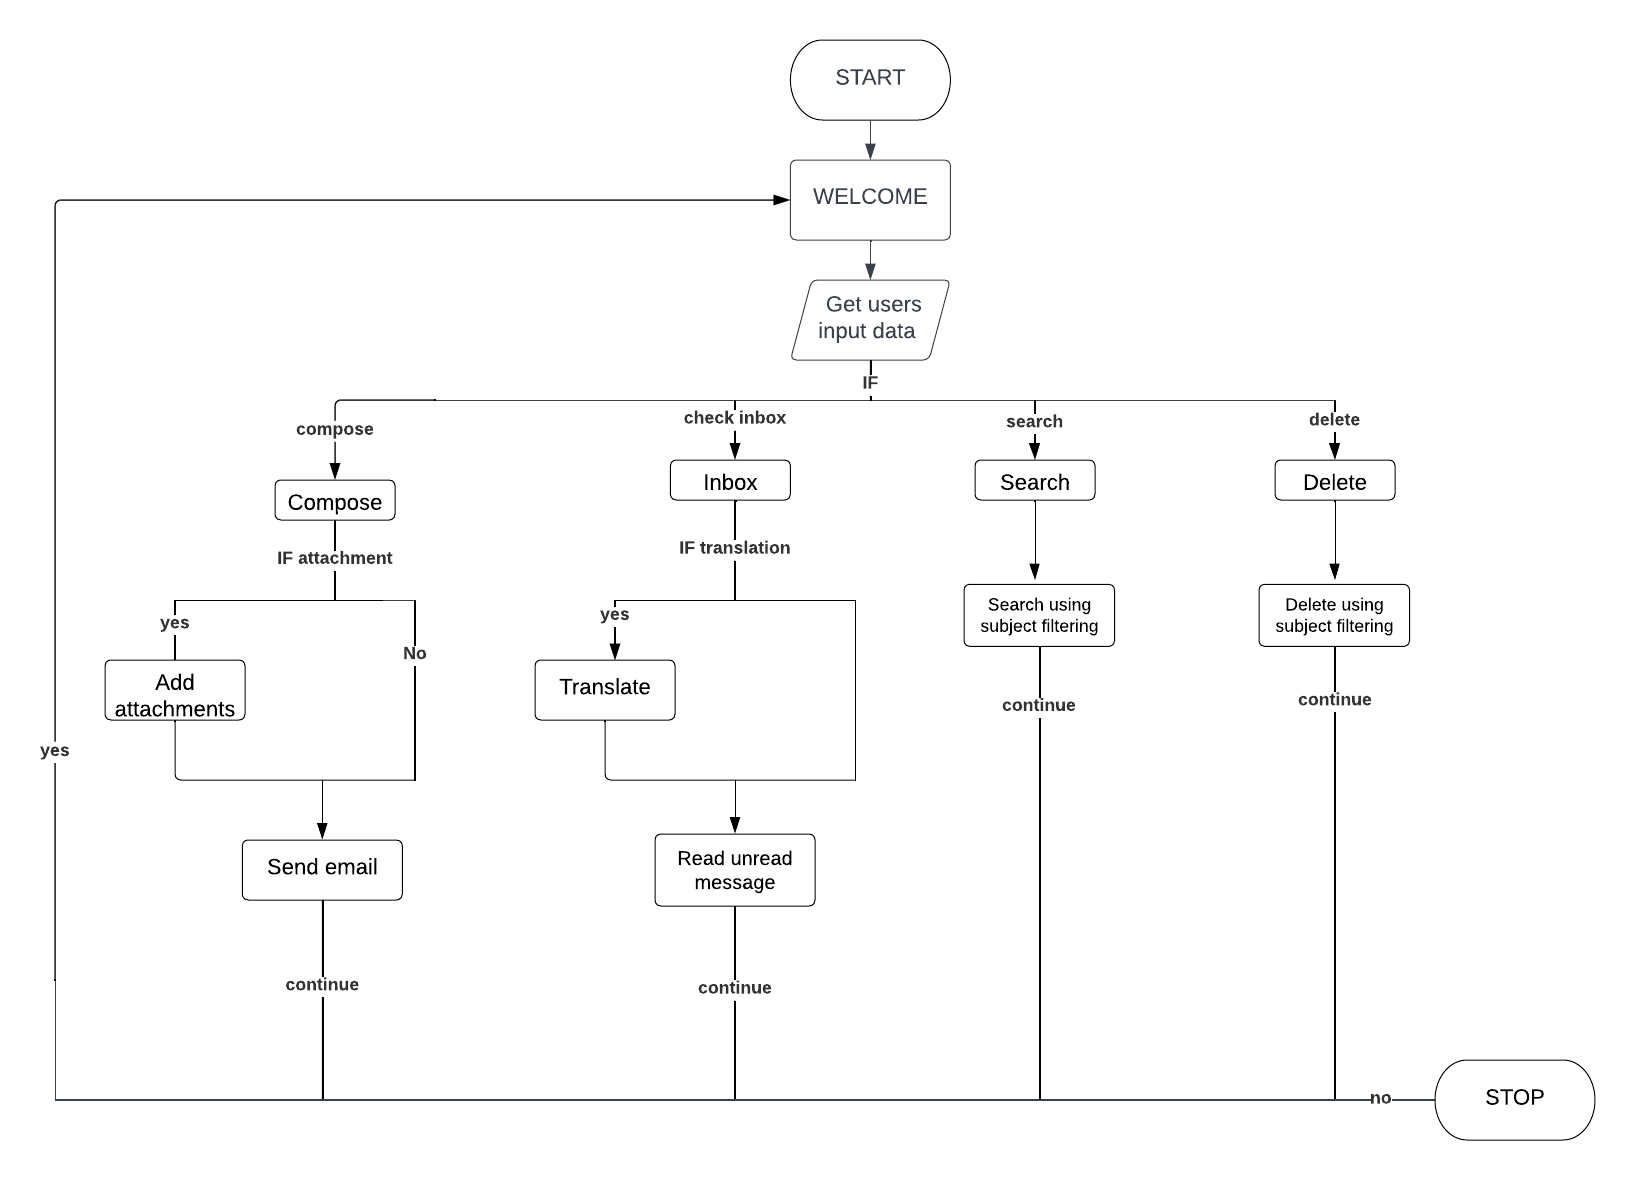 START
WELCOME
Get users
input data
IF
compose
check inbox
search
delete
Compose
Inbox
Search
Delete
IF attachment
IF translation
yes
No
yes
Search using
subject filtering
Delete using
subject filtering
Add
attachments
Translate
continue
continue
yes
Send email
Read unread
message
continue
continue
no
STOP